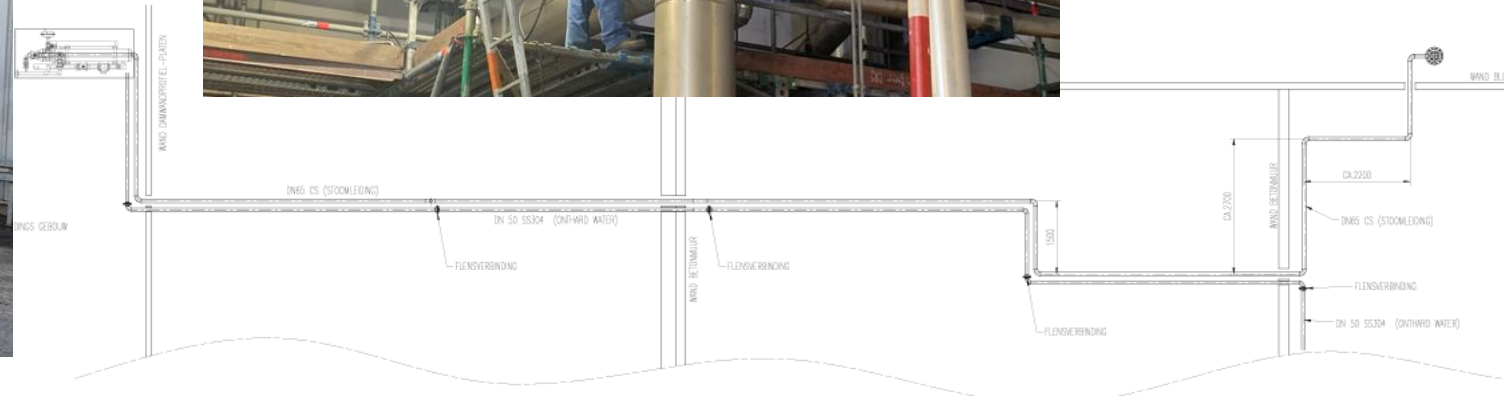 WAND DAMWANDPROFIEL-PLATEN
DINGS GEBOUW
DN65 CS (STOOMLEIDING)
DN 50 SS304 (ONTHARD WATER)
FLENSVERBINDING
WAND BETONMUUR
FLENSVERBINDING
1500
FLENSVERBINDING
CA.2700
WAND BETONMUUR
CA.2200
WAND BLO
DN65 CS (STOOMLEIDING)
FLENSVERBINDING
DN 50 SS304 (ONTHARD WATER)